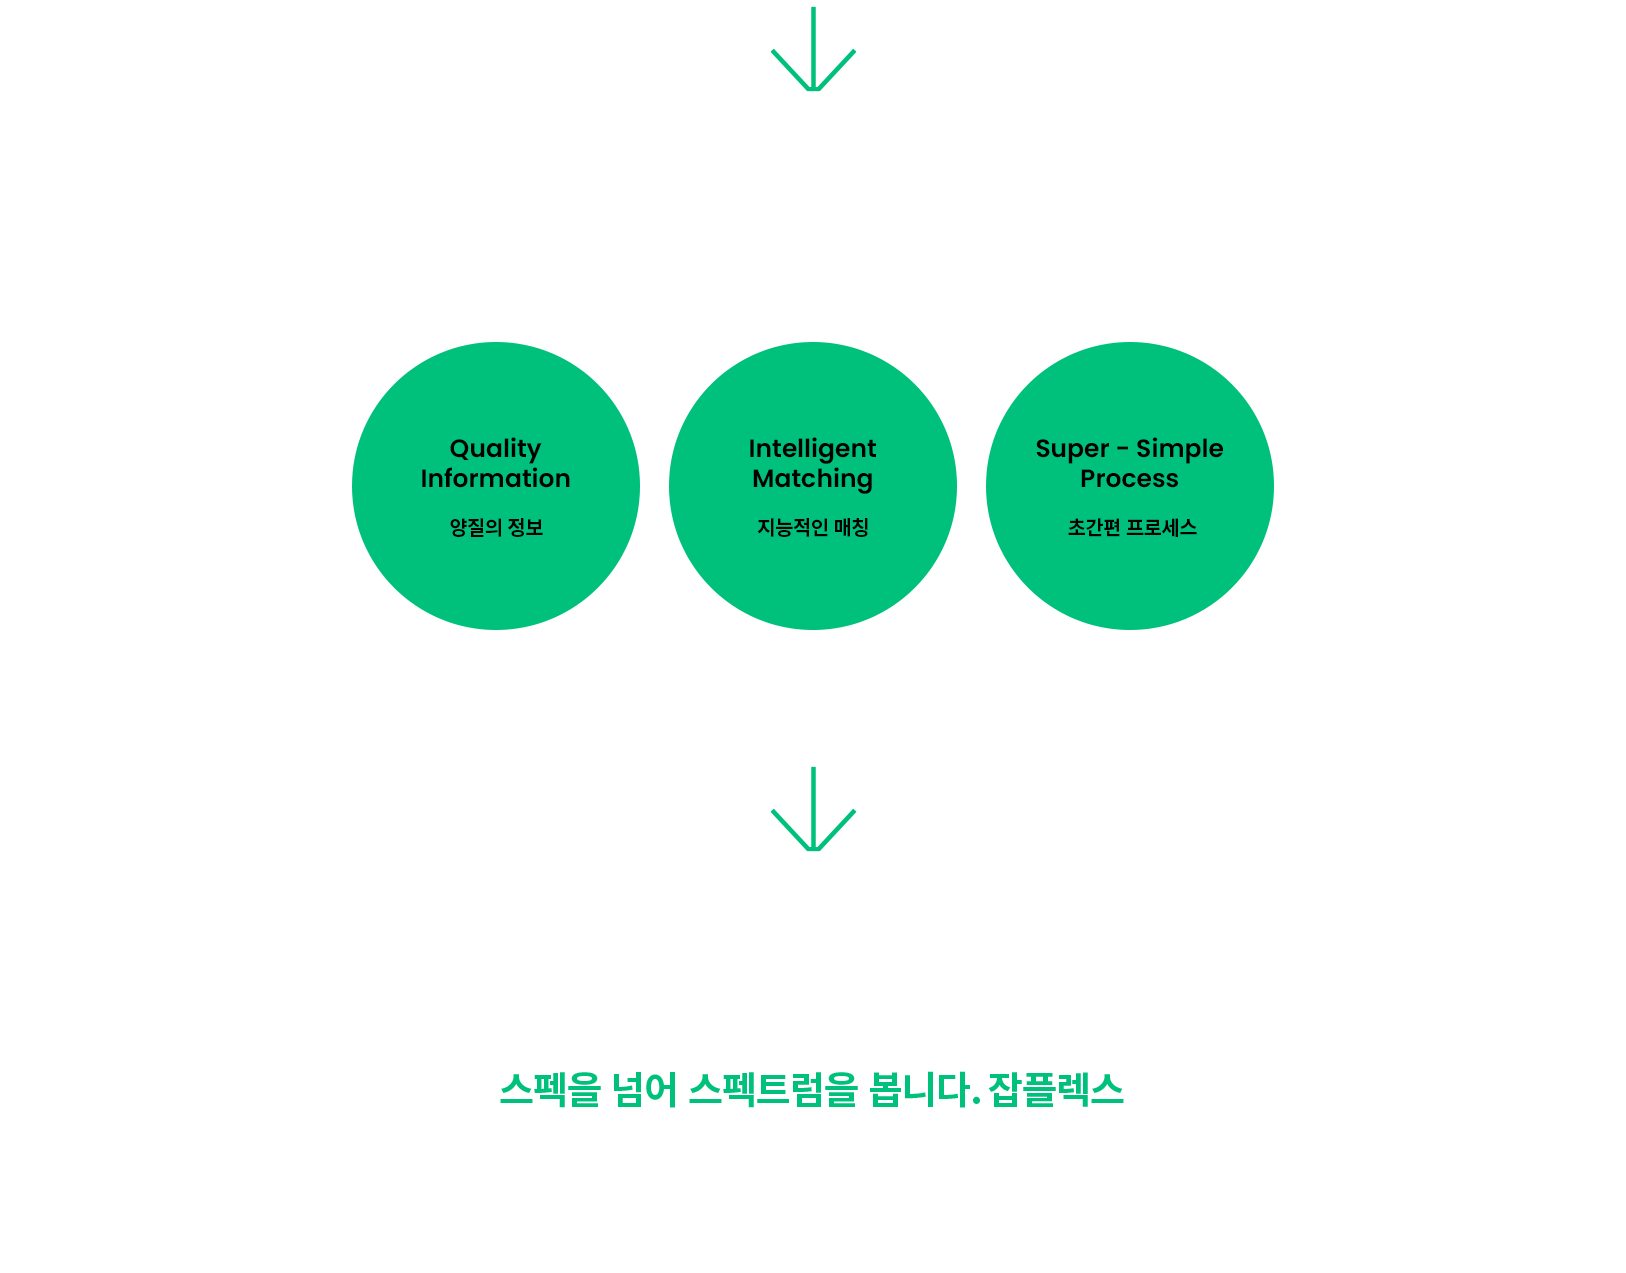 Quality
Information
양질의 정보
Intelligent
Matching
지능적인 매칭
Super - Simple
Process
초간편 프로세스
스펙을 넘어 스펙트럼을 봅니다. 잡플렉스